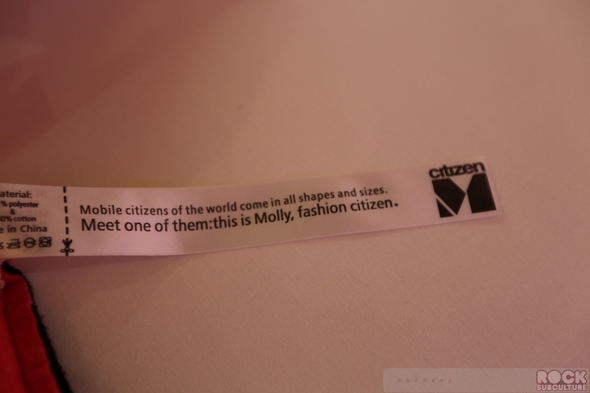 aterial:
% polyester
&
0% cotton
e in China
Mobile citizens of the world come in all shapes and sizes.
Meet one of them:this is Molly, fashion citizen.
citizen
M
ROCK
SUBCULTURE